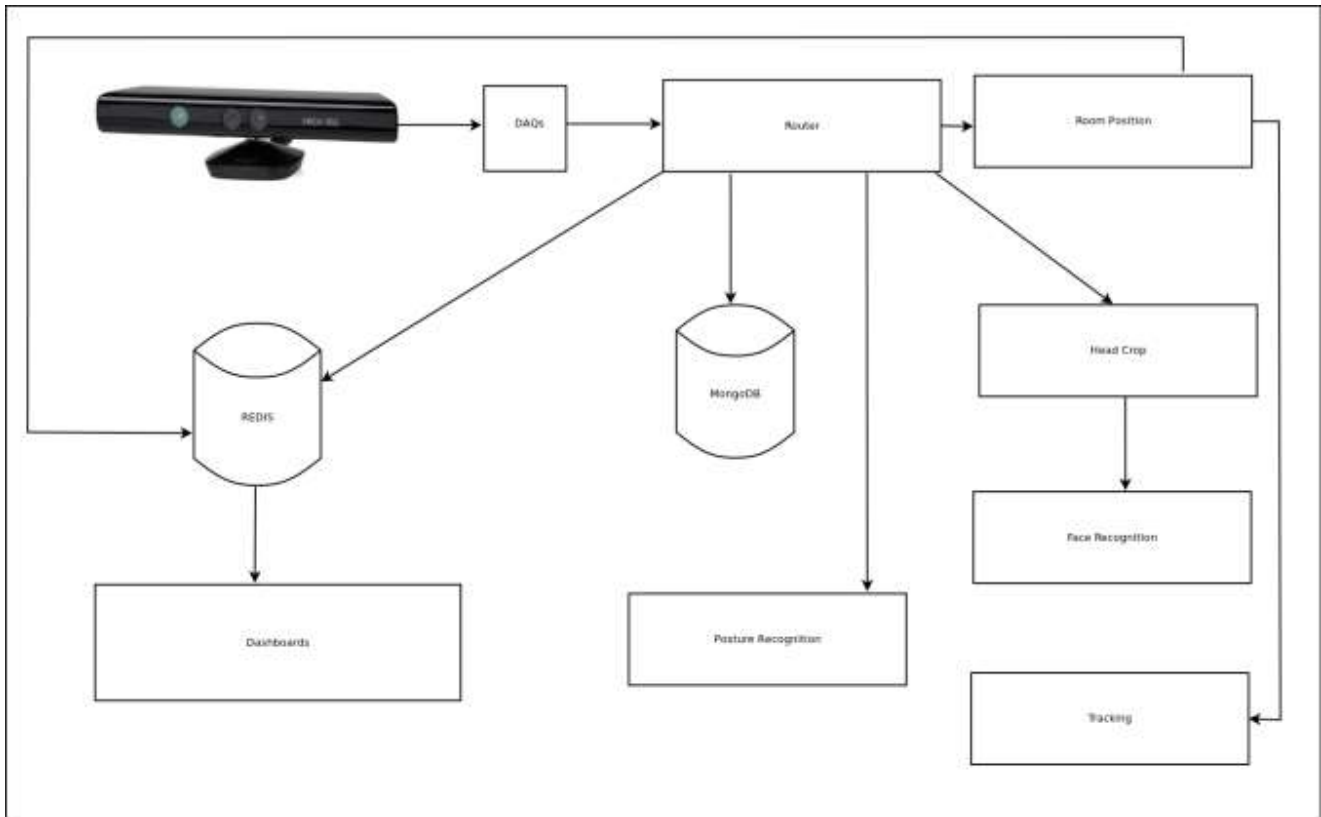 DAQs
Router
Room Position
Head Crop
MongoDB
REDIS
Face Recognition
Posture Recognition
Dashboards
Tracking